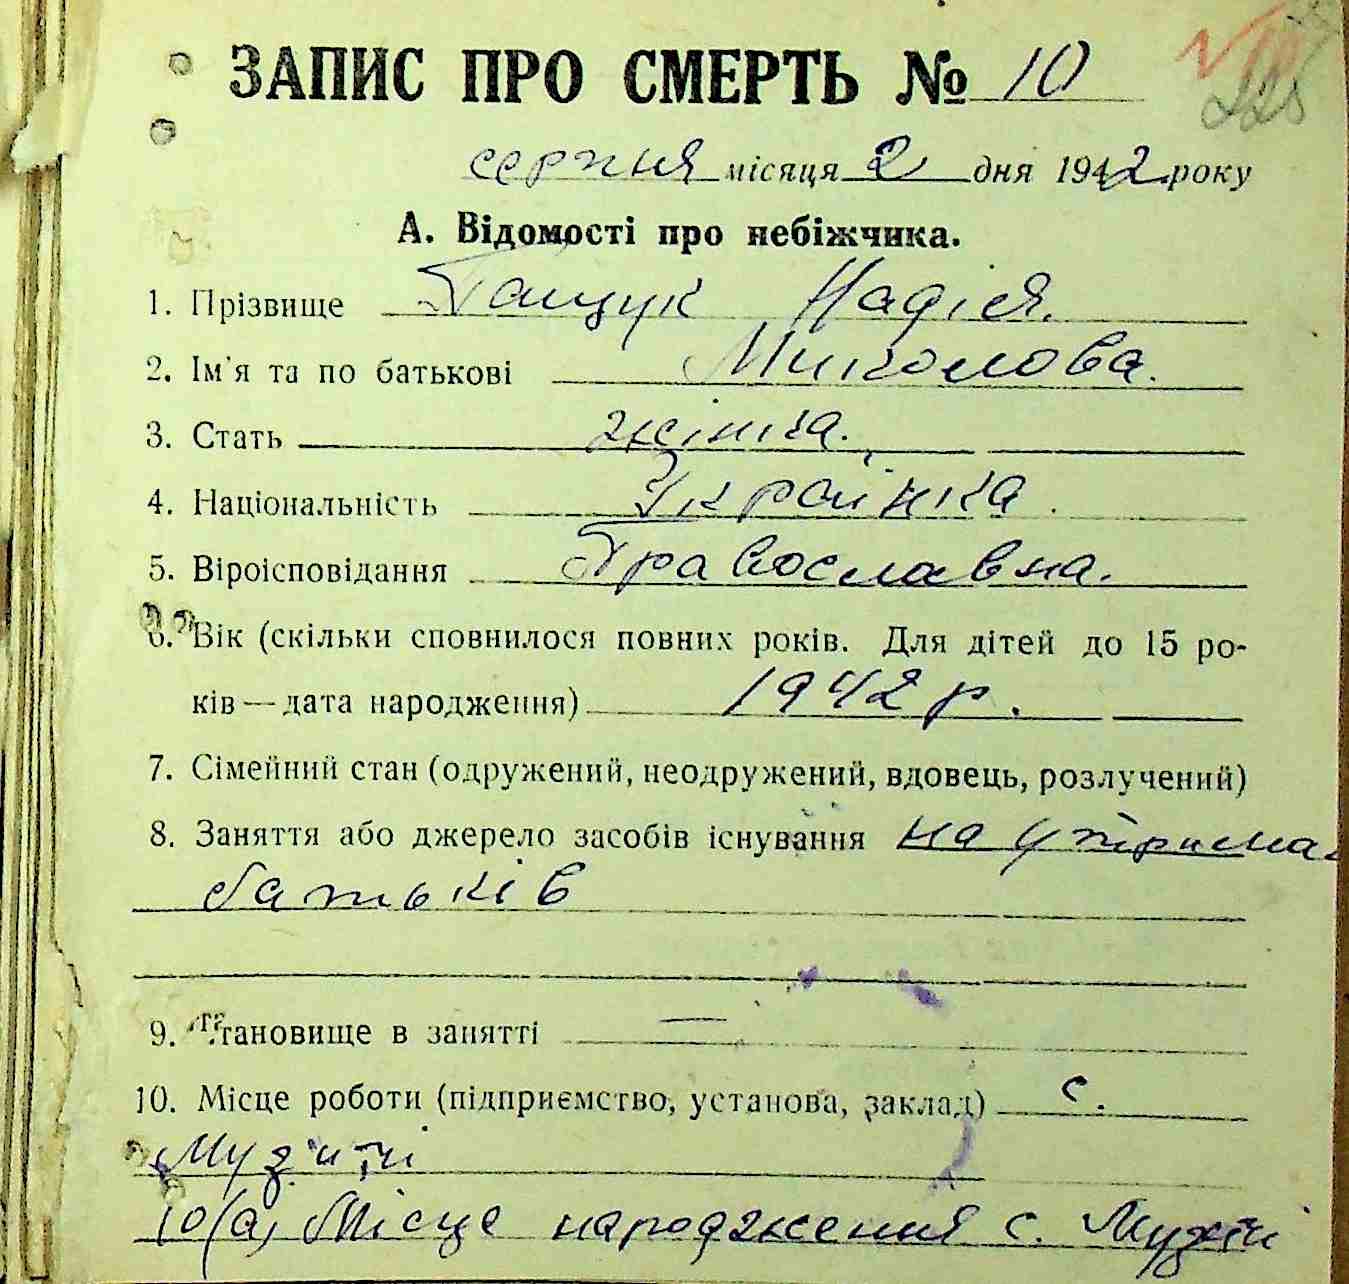 ЗАПИС ПРО СМЕРТЬ № 10
серпня місяця 2 дня 1942 року
А. Відомості про небіжчика.
1. Прізвище Пащук Надія.
2. Ім'я та по батькові Миколова.
3. Стать жінка.
4. Національність Українка.
5. Віроісповідання Православна.
6. Вік (скільки сповнилося повних років. Для дітей до 15 ро-
ків — дата народження) 1942 р.
7. Сімейний стан (одружений, неодружений, вдовець, розлучений)
8. Заняття або джерело засобів існування на утрима-
батьків
9. Становище в занятті —
10. Місце роботи (підприємство, установа, заклад) с.
10(а) Місце народження с.